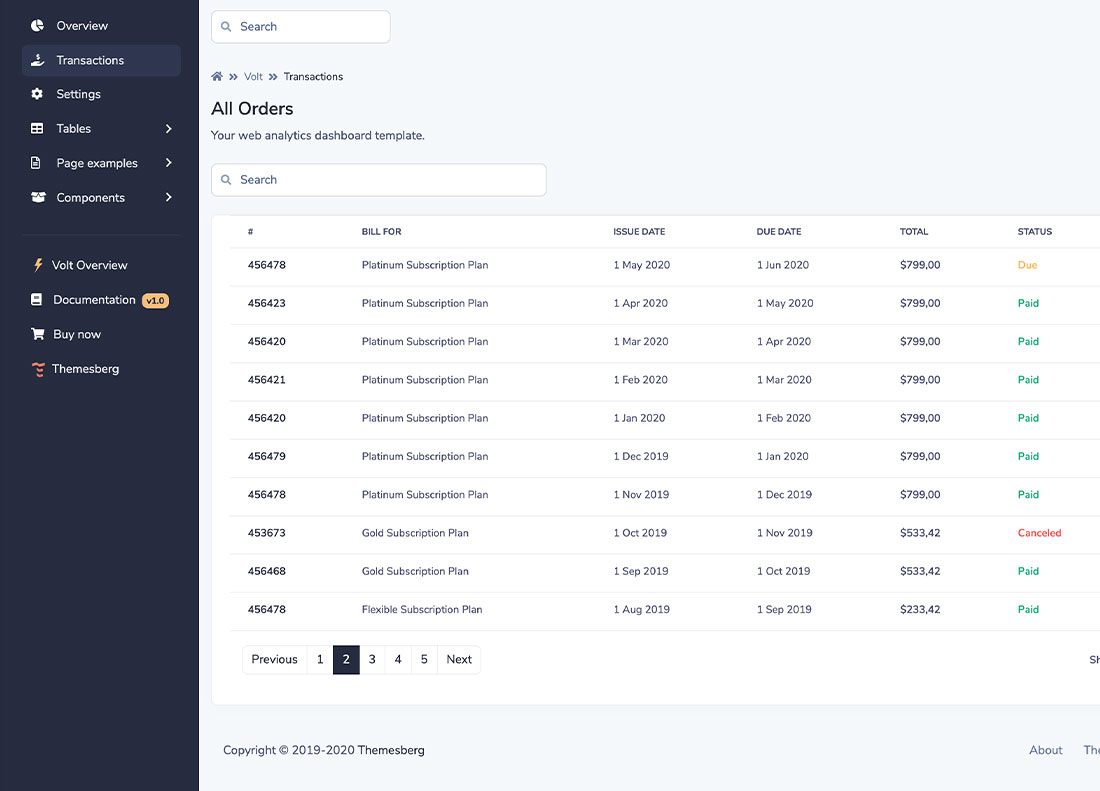 Overview
Transactions
Settings
Tables
Page examples
Components
Volt Overview
Documentation v1.0
Buy now
Themesberg
Search
Volt Transactions
All Orders
Your web analytics dashboard template.
Search
# BILL FOR ISSUE DATE DUE DATE TOTAL STATUS
456478 Platinum Subscription Plan 1 May 2020 1 Jun 2020 $799,00 Due
456423 Platinum Subscription Plan 1 Apr 2020 1 May 2020 $799,00 Paid
456420 Platinum Subscription Plan 1 Mar 2020 1 Apr 2020 $799,00 Paid
456421 Platinum Subscription Plan 1 Feb 2020 1 Mar 2020 $799,00 Paid
456420 Platinum Subscription Plan 1 Jan 2020 1 Feb 2020 $799,00 Paid
456479 Platinum Subscription Plan 1 Dec 2019 1 Jan 2020 $799,00 Paid
456478 Platinum Subscription Plan 1 Nov 2019 1 Dec 2019 $799,00 Paid
453673 Gold Subscription Plan 1 Oct 2019 1 Nov 2019 $533,42 Canceled
456468 Gold Subscription Plan 1 Sep 2019 1 Oct 2019 $533,42 Paid
456478 Flexible Subscription Plan 1 Aug 2019 1 Sep 2019 $233,42 Paid
Previous 1 2 3 4 5 Next
Copyright © 2019-2020 Themesberg About